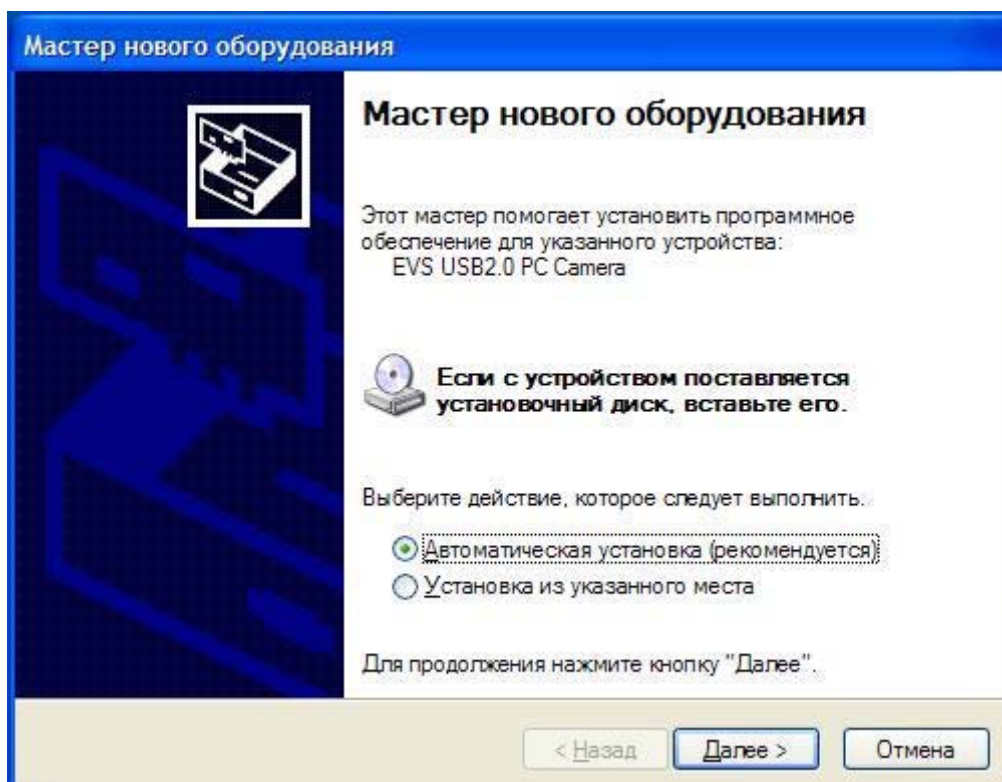 Мастер нового оборудования
Мастер нового оборудования
Этот мастер помогает установить программное
обеспечение для указанного устройства:
EVS USB2.0 PC Camera
Если с устройством поставляется
установочный диск, вставьте его.
Выберите действие, которое следует выполнить.
Автоматическая установка (рекомендуется)
Установка из указанного места
Для продолжения нажмите кнопку "Далее".
< Назад Далее > Отмена